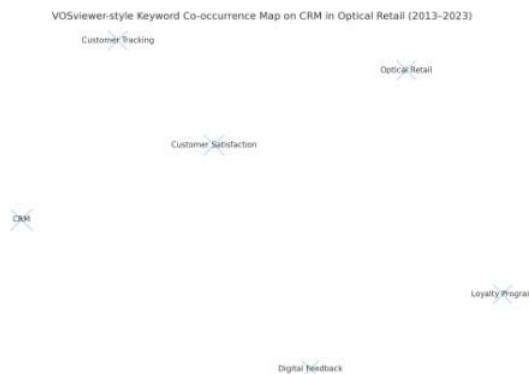 VOSviewer-style Keyword Co-occurrence Map on CRM in Optical Retail (2013–2023)
Customer Tracking
Optical Retail
Customer Satisfaction
CRM
Loyalty Program
Digital Feedback